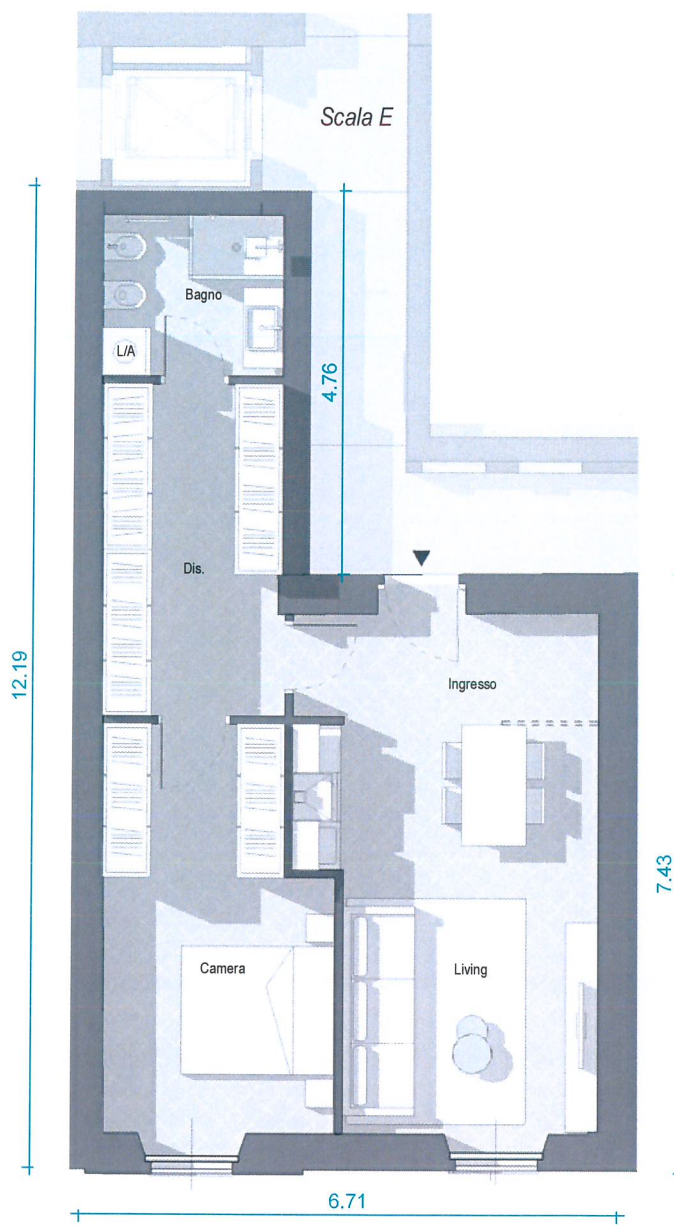 Scala E
Bagno
L/A
4.76
Dis.
12.19
Ingresso
7.43
Camera
Living
6.71